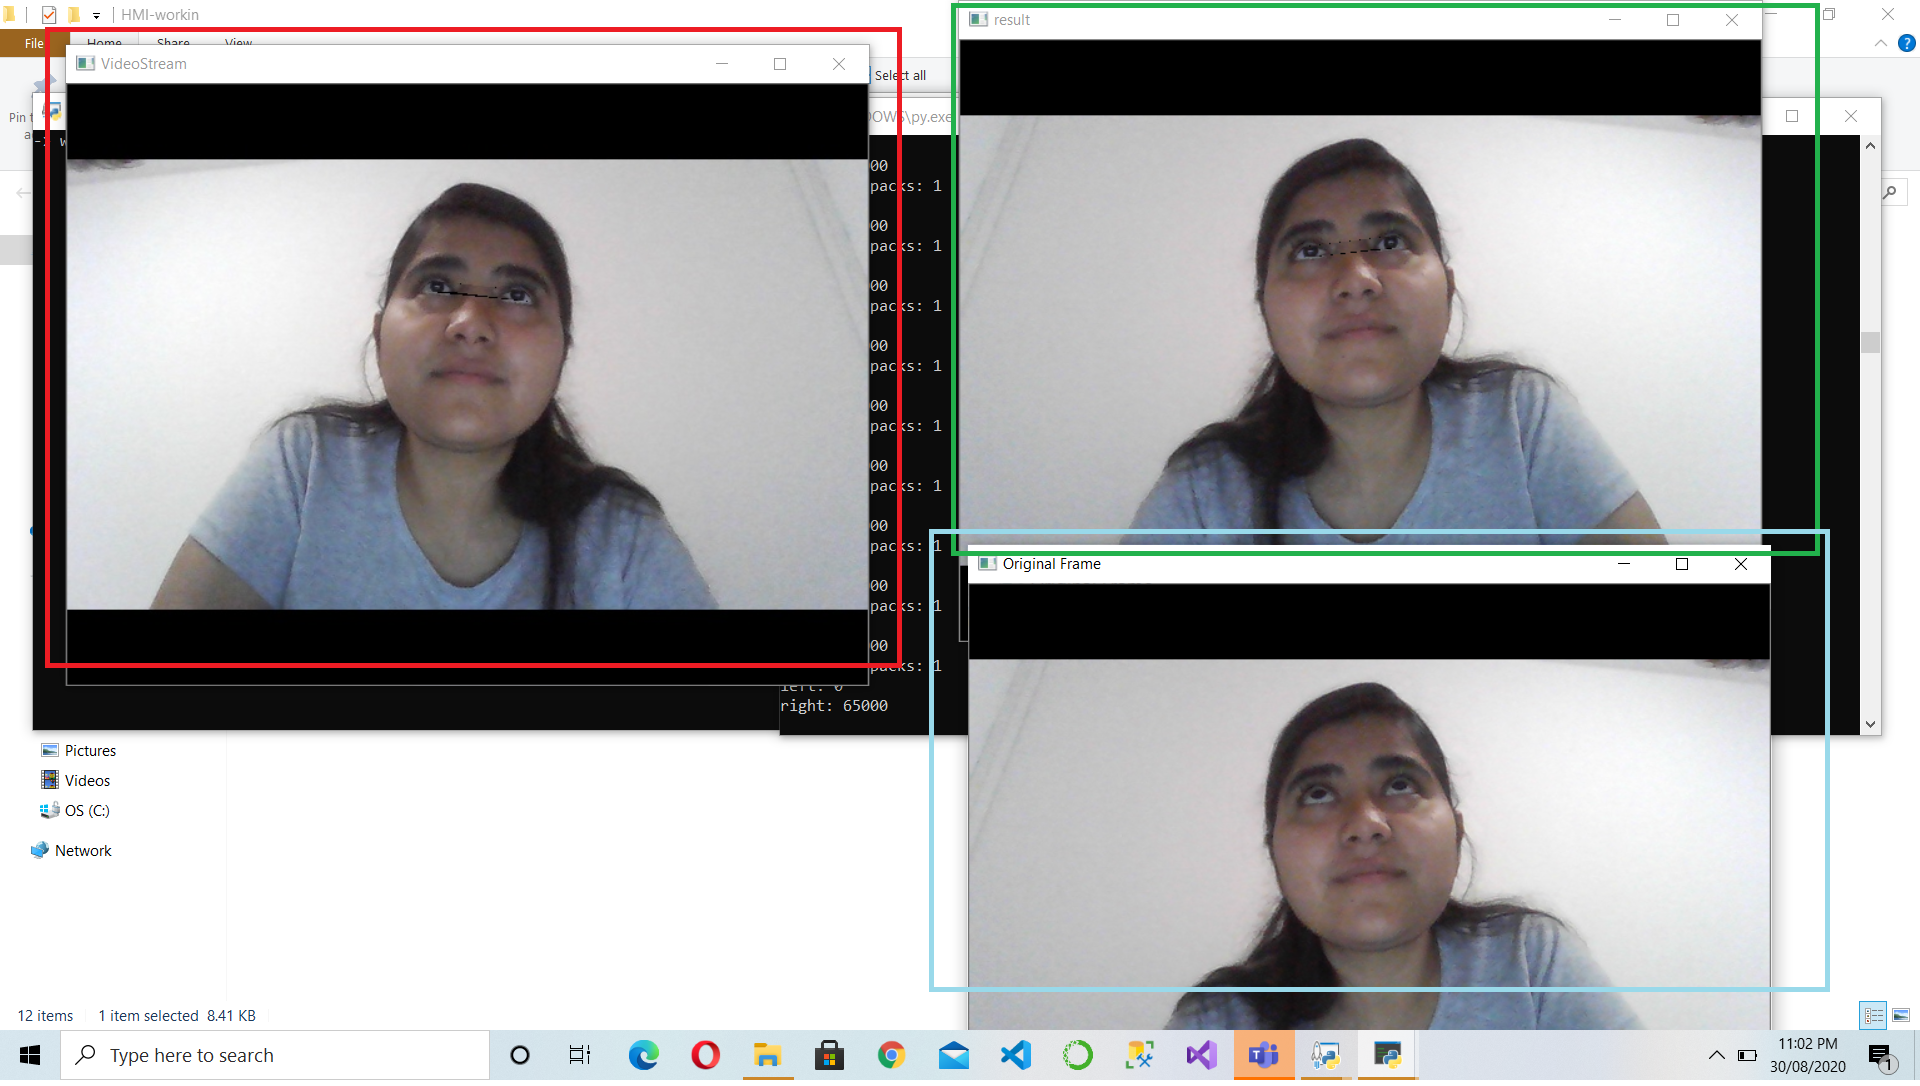 HMI-workin
File
Home
Share
View
Select all
VideoStream
result
Pin t
a
-> w
DOWS\py.exe
00
packs: 1
00
packs: 1
00
packs: 1
00
packs: 1
00
packs: 1
00
packs: 1
00
packs: 1
00
packs: 1
00
packs: 1
left: 0
right: 65000
Original Frame
Pictures
Videos
OS (C:)
Network
12 items
1 item selected 8.41 KB
Type here to search
11:02 PM
30/08/2020
1